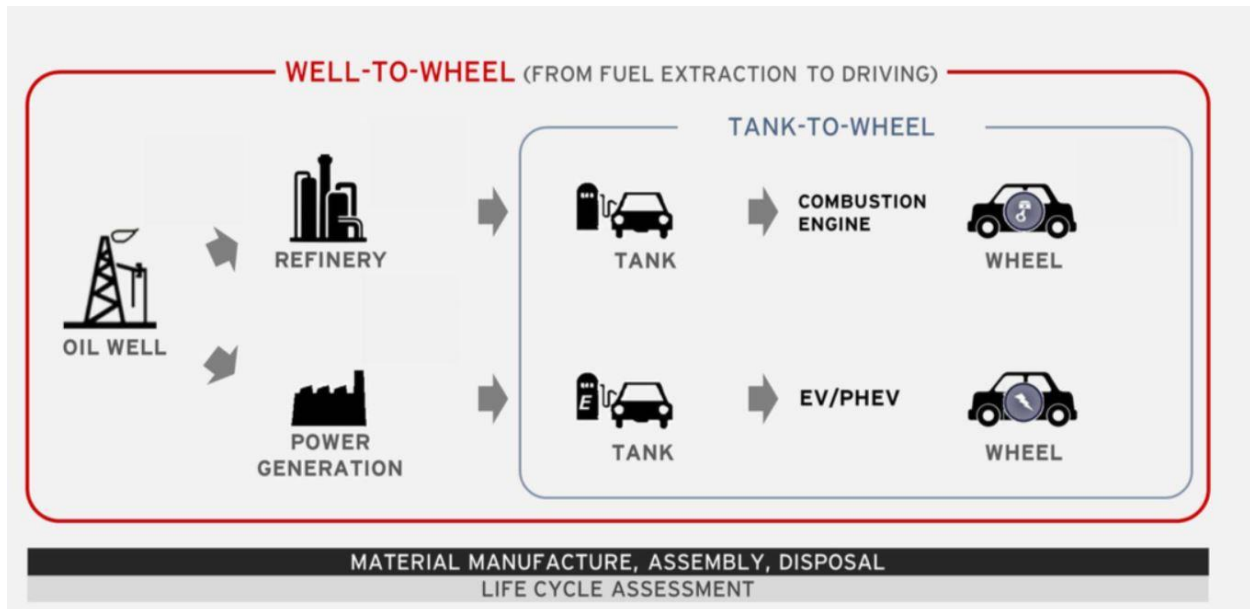 WELL-TO-WHEEL (FROM FUEL EXTRACTION TO DRIVING)
TANK-TO-WHEEL
OIL WELL
REFINERY
TANK
COMBUSTION
ENGINE
WHEEL
POWER
GENERATION
E
TANK
EV/PHEV
WHEEL
MATERIAL MANUFACTURE, ASSEMBLY, DISPOSAL
LIFE CYCLE ASSESSMENT